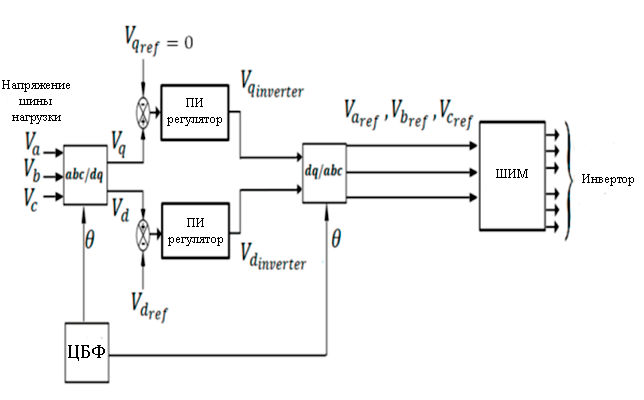 V_{q_{ref}} = 0
Напряжение
шины
нагрузки
ПИ
регулятор
V_{q_{inverter}}
V_{a_{ref}} , V_{b_{ref}} , V_{c_{ref}}
V_a
V_b
V_c
abc/dq
V_q
V_d
dq/abc
ШИМ
Инвертор
ПИ
регулятор
V_{d_{inverter}}
θ
θ
V_{d_{ref}}
ЦБФ